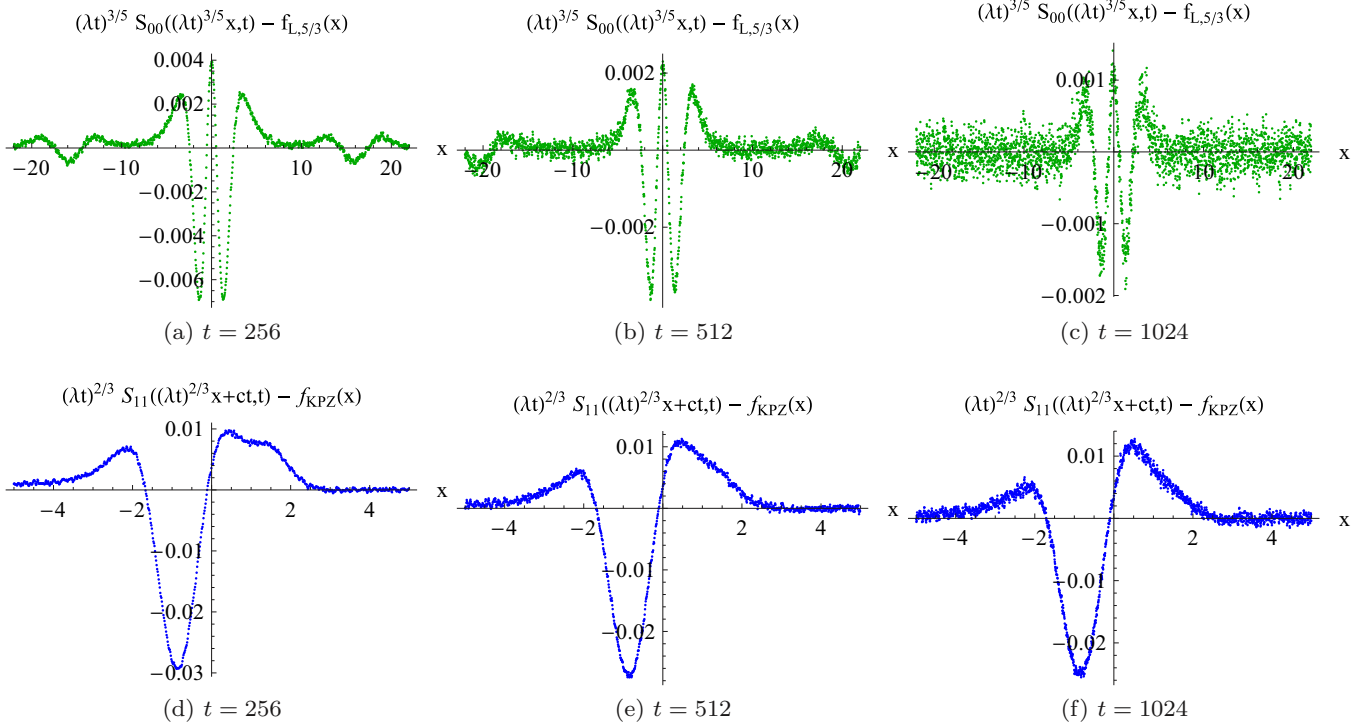 (λt)^{3/5} S_{00}((λt)^{3/5}x,t) − f_{L,5/3}(x)
0.004
0.002
−20 −10 10 20 x
−0.002
−0.004
−0.006
(a) t = 256
(λt)^{3/5} S_{00}((λt)^{3/5}x,t) − f_{L,5/3}(x)
0.002
−20 −10 10 20 x
−0.002
(b) t = 512
(λt)^{3/5} S_{00}((λt)^{3/5}x,t) − f_{L,5/3}(x)
0.001
−20 −10 10 20 x
−0.001
−0.002
(c) t = 1024
(λt)^{2/3} S_{11}((λt)^{2/3}x+ct,t) − f_{KPZ}(x)
0.01
−4 −2 2 4 x
−0.01
−0.02
−0.03
(d) t = 256
(λt)^{2/3} S_{11}((λt)^{2/3}x+ct,t) − f_{KPZ}(x)
0.01
−4 −2 2 4 x
−0.01
−0.02
(e) t = 512
(λt)^{2/3} S_{11}((λt)^{2/3}x+ct,t) − f_{KPZ}(x)
0.01
−4 −2 2 4 x
−0.01
−0.02
(f) t = 1024